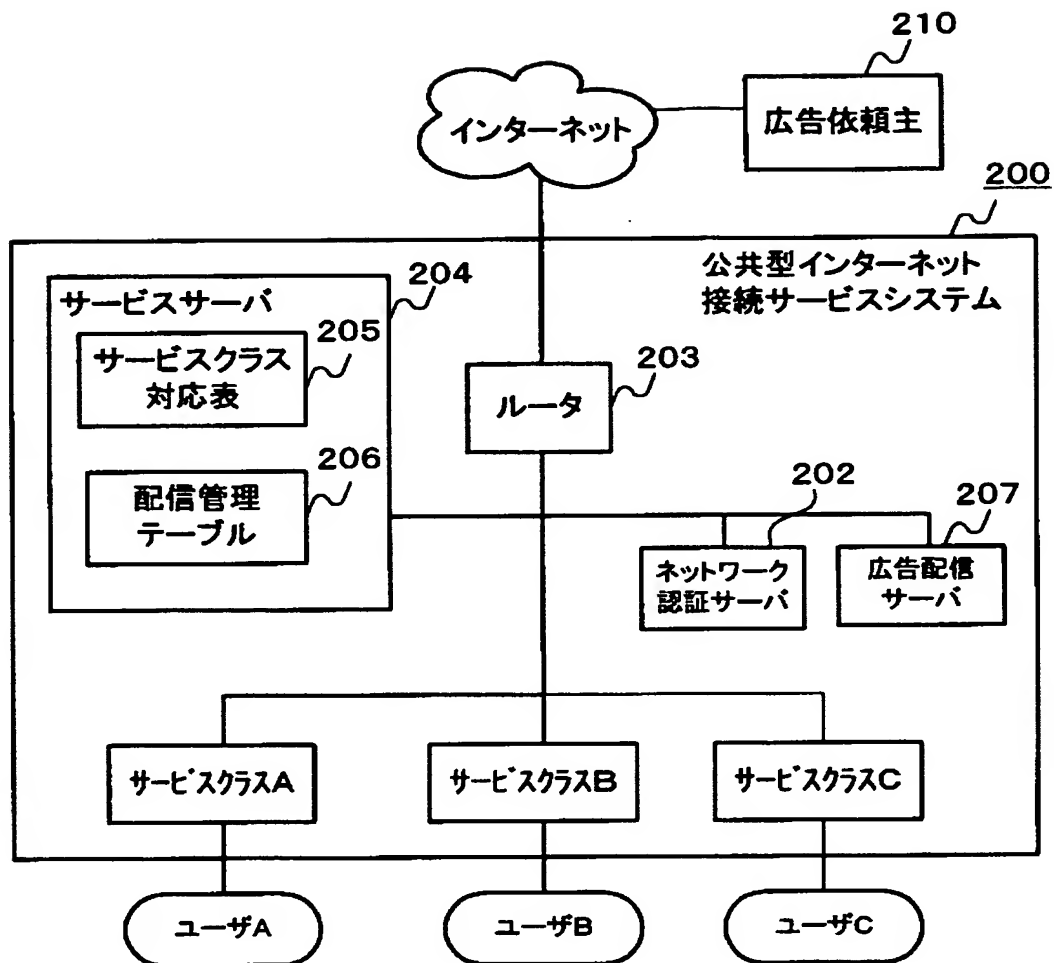 210
インターネット
広告依頼主
200
公共型インターネット
接続サービスシステム
サービスサーバ
204
サービスクラス
対応表
205
配信管理
テーブル
206
ルータ
203
202
207
ネットワーク
認証サーバ
広告配信
サーバ
サービスクラスA
サービスクラスB
サービスクラスC
ユーザA
ユーザB
ユーザC